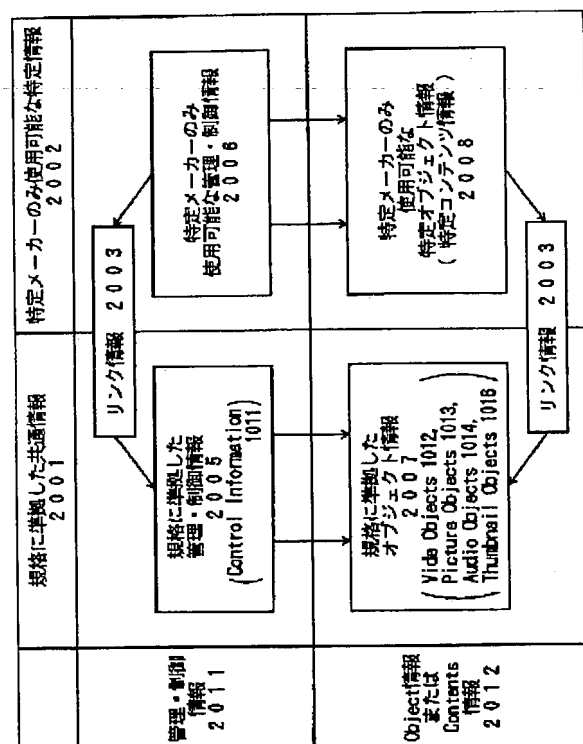 規格に準拠した共通情報
2001
特定メーカーのみ使用可能な特定情報
2002
管理・制御
情報
2011
規格に準拠した
管理・制御情報
2005
(Control Information
1011)
リンク情報 2003
特定メーカーのみ
使用可能な管理・制御情報
2006
Object情報
または
Contents
情報
2012
規格に準拠した
オブジェクト情報
2007
(Vide Objects 1012,
Picture Objects 1013,
Audio Objects 1014,
Thumbnail Objects 1016)
特定メーカーのみ
使用可能な
特定オブジェクト情報
(特定コンテンツ情報)
2008
リンク情報 2003